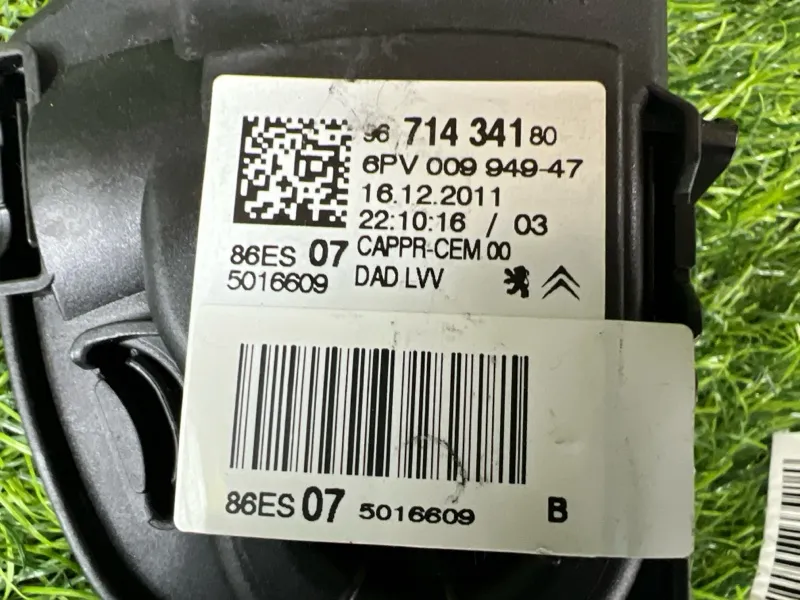 96 714 341 80
6PV 009 949-47
16.12.2011
22:10:16 / 03
86ES 07 CAPPR-CEM 00
5016609 DAD LVV
86ES 07 5016609 B